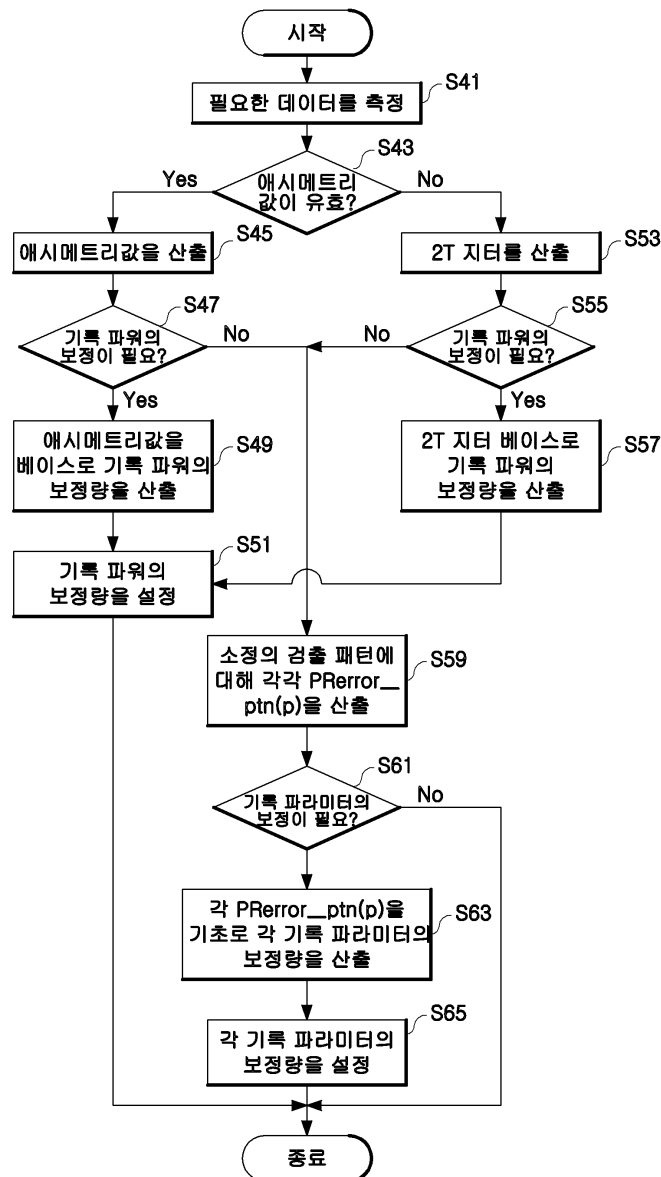 시작
필요한 데이터를 측정
S41
애시메트리
값이 유효?
S43
Yes
No
애시메트리값을 산출
S45
2T 지터를 산출
S53
기록 파워의
보정이 필요?
S47
No
Yes
기록 파워의
보정이 필요?
S55
No
Yes
애시메트리값을
베이스로 기록 파워의
보정량을 산출
S49
2T 지터 베이스로
기록 파워의
보정량을 산출
S57
기록 파워의
보정량을 설정
S51
소정의 검출 패턴에
대해 각각 PRerror__
ptn(p)을 산출
S59
기록 파라미터의
보정이 필요?
S61
No
Yes
각 PRerror__ptn(p)을
기초로 각 기록 파라미터의
보정량을 산출
S63
각 기록 파라미터의
보정량을 설정
S65
종료